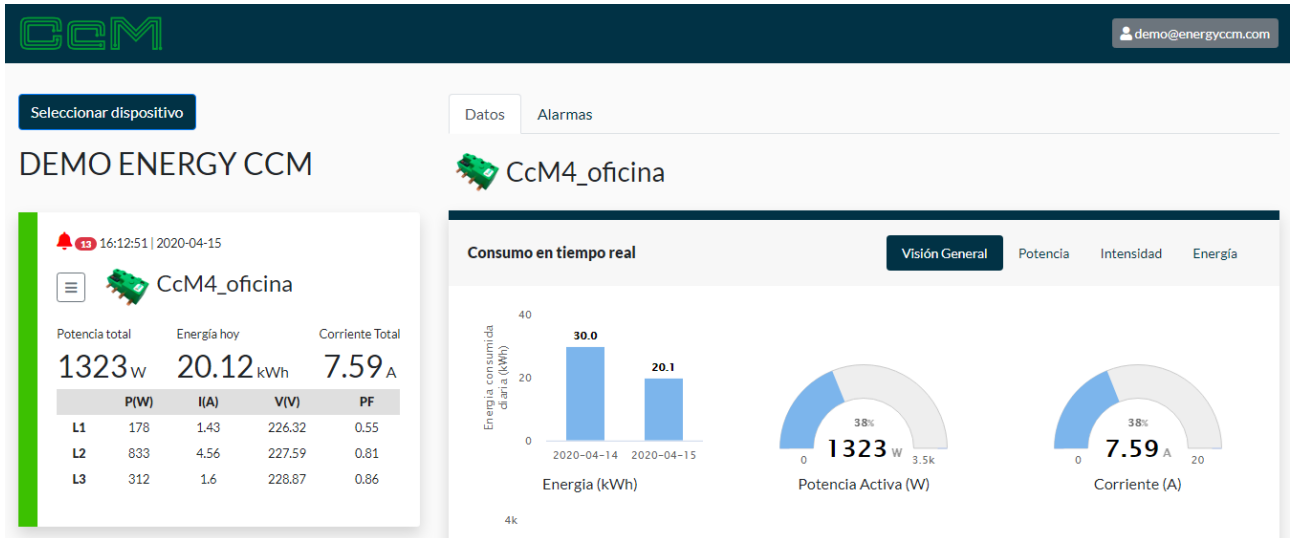 CcM
demo@energyccm.com
Seleccionar dispositivo
DEMO ENERGY CCM
13 16:12:51 | 2020-04-15
CcM4_oficina
Potencia total Energía hoy Corriente Total
1323 W 20.12 kWh 7.59 A
P(W) I(A) V(V) PF
L1 178 1.43 226.32 0.55
L2 833 4.56 227.59 0.81
L3 312 1.6 228.87 0.86
Datos Alarmas
CcM4_oficina
Consumo en tiempo real
Visión General Potencia Intensidad Energía
Energia consumida
diaria (kWh)
40
20
0
30.0
20.1
2020-04-14 2020-04-15
Energia (kWh)
38%
1323 W
0 3.5k
Potencia Activa (W)
38%
7.59 A
0 20
Corriente (A)
4k